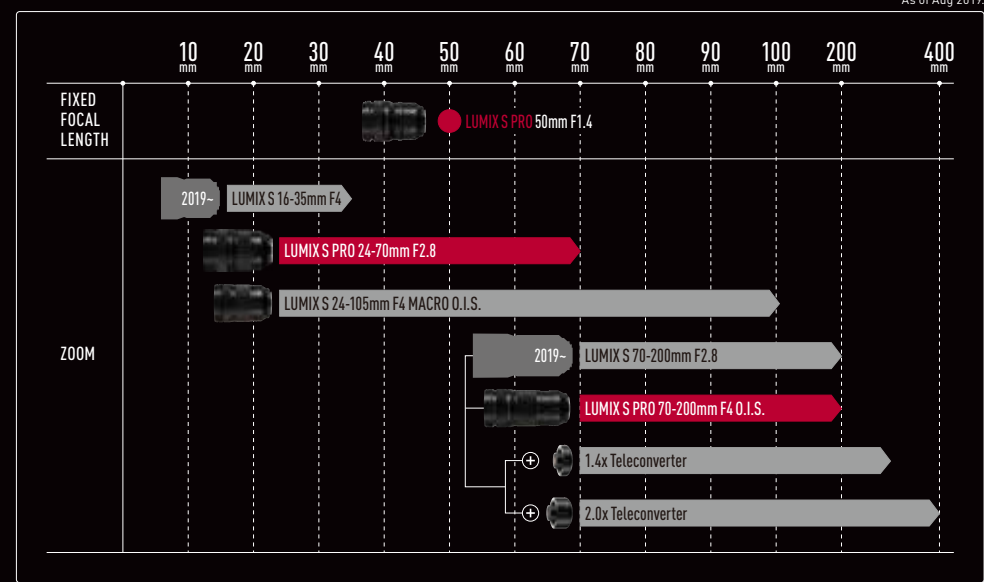 As of Aug 2019.
10 20 30 40 50 60 70 80 90 100 200 400
mm mm mm mm mm mm mm mm mm mm mm mm
FIXED
FOCAL
LENGTH
LUMIX S PRO 50mm F1.4
2019~ LUMIX S 16-35mm F4
LUMIX S PRO 24-70mm F2.8
LUMIX S 24-105mm F4 MACRO O.I.S.
ZOOM
2019~ LUMIX S 70-200mm F2.8
LUMIX S PRO 70-200mm F4 O.I.S.
+ 1.4x Teleconverter
+ 2.0x Teleconverter